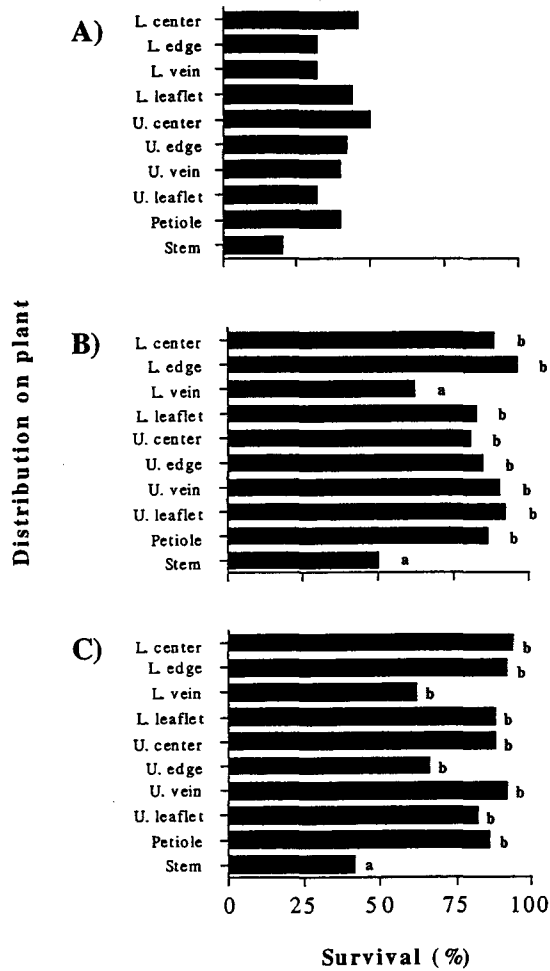 Distribution on plant
A)
L. center
L. edge
L. vein
L. leaflet
U. center
U. edge
U. vein
U. leaflet
Petiole
Stem
B)
L. center b
L. edge b
L. vein a
L. leaflet b
U. center b
U. edge b
U. vein b
U. leaflet b
Petiole b
Stem a
C)
L. center b
L. edge b
L. vein b
L. leaflet b
U. center b
U. edge b
U. vein b
U. leaflet b
Petiole b
Stem a
0 25 50 75 100
Survival (%)